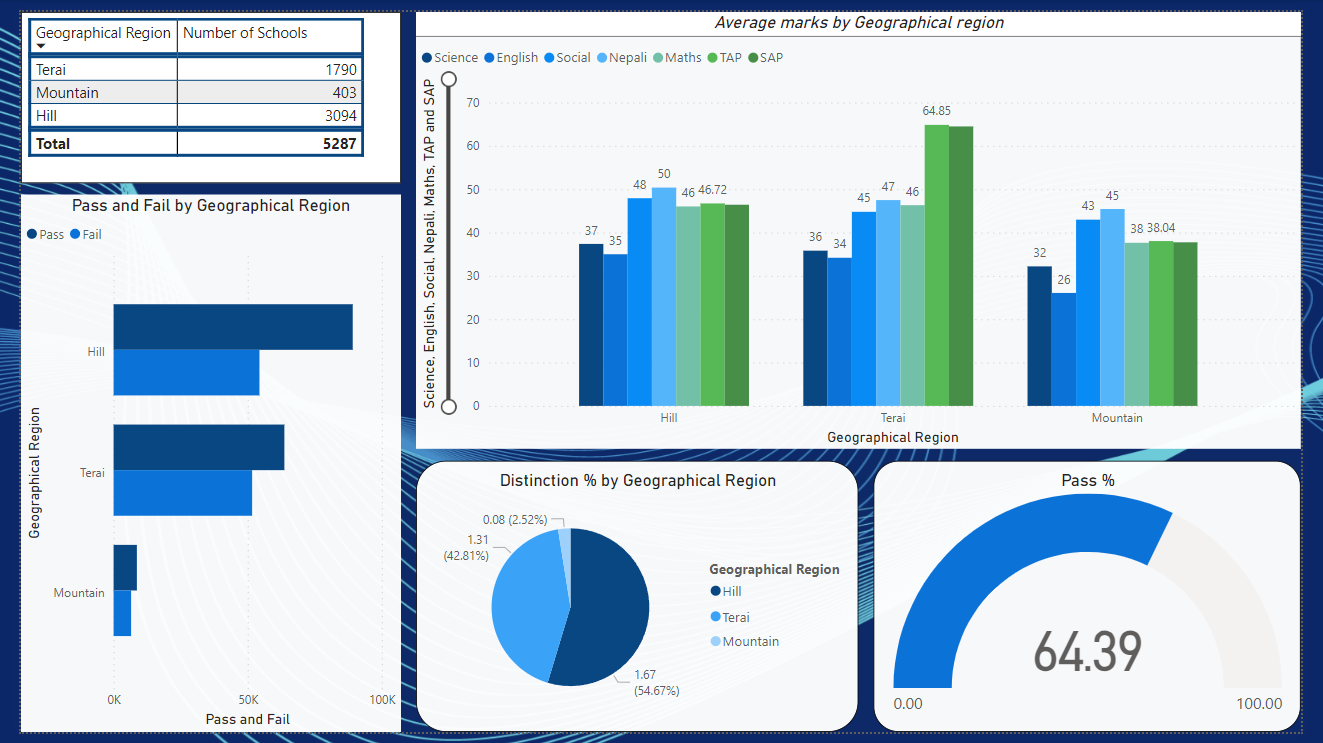 Geographical Region Number of Schools
Terai 1790
Mountain 403
Hill 3094
Total 5287
Pass and Fail by Geographical Region
Pass Fail
Geographical Region
Hill
Terai
Mountain
0K 50K 100K
Pass and Fail
Average marks by Geographical region
Science English Social Nepali Maths TAP SAP
Science, English, Social, Nepali, Maths, TAP and SAP
70
60
50
40
30
20
10
0
37 35 48 50 46 46.72
36 34 45 47 46 64.85
32 26 43 45 38 38.04
Hill Terai Mountain
Geographical Region
Distinction % by Geographical Region
0.08 (2.52%)
1.31
(42.81%)
1.67
(54.67%)
Geographical Region
Hill
Terai
Mountain
Pass %
64.39
0.00 100.00